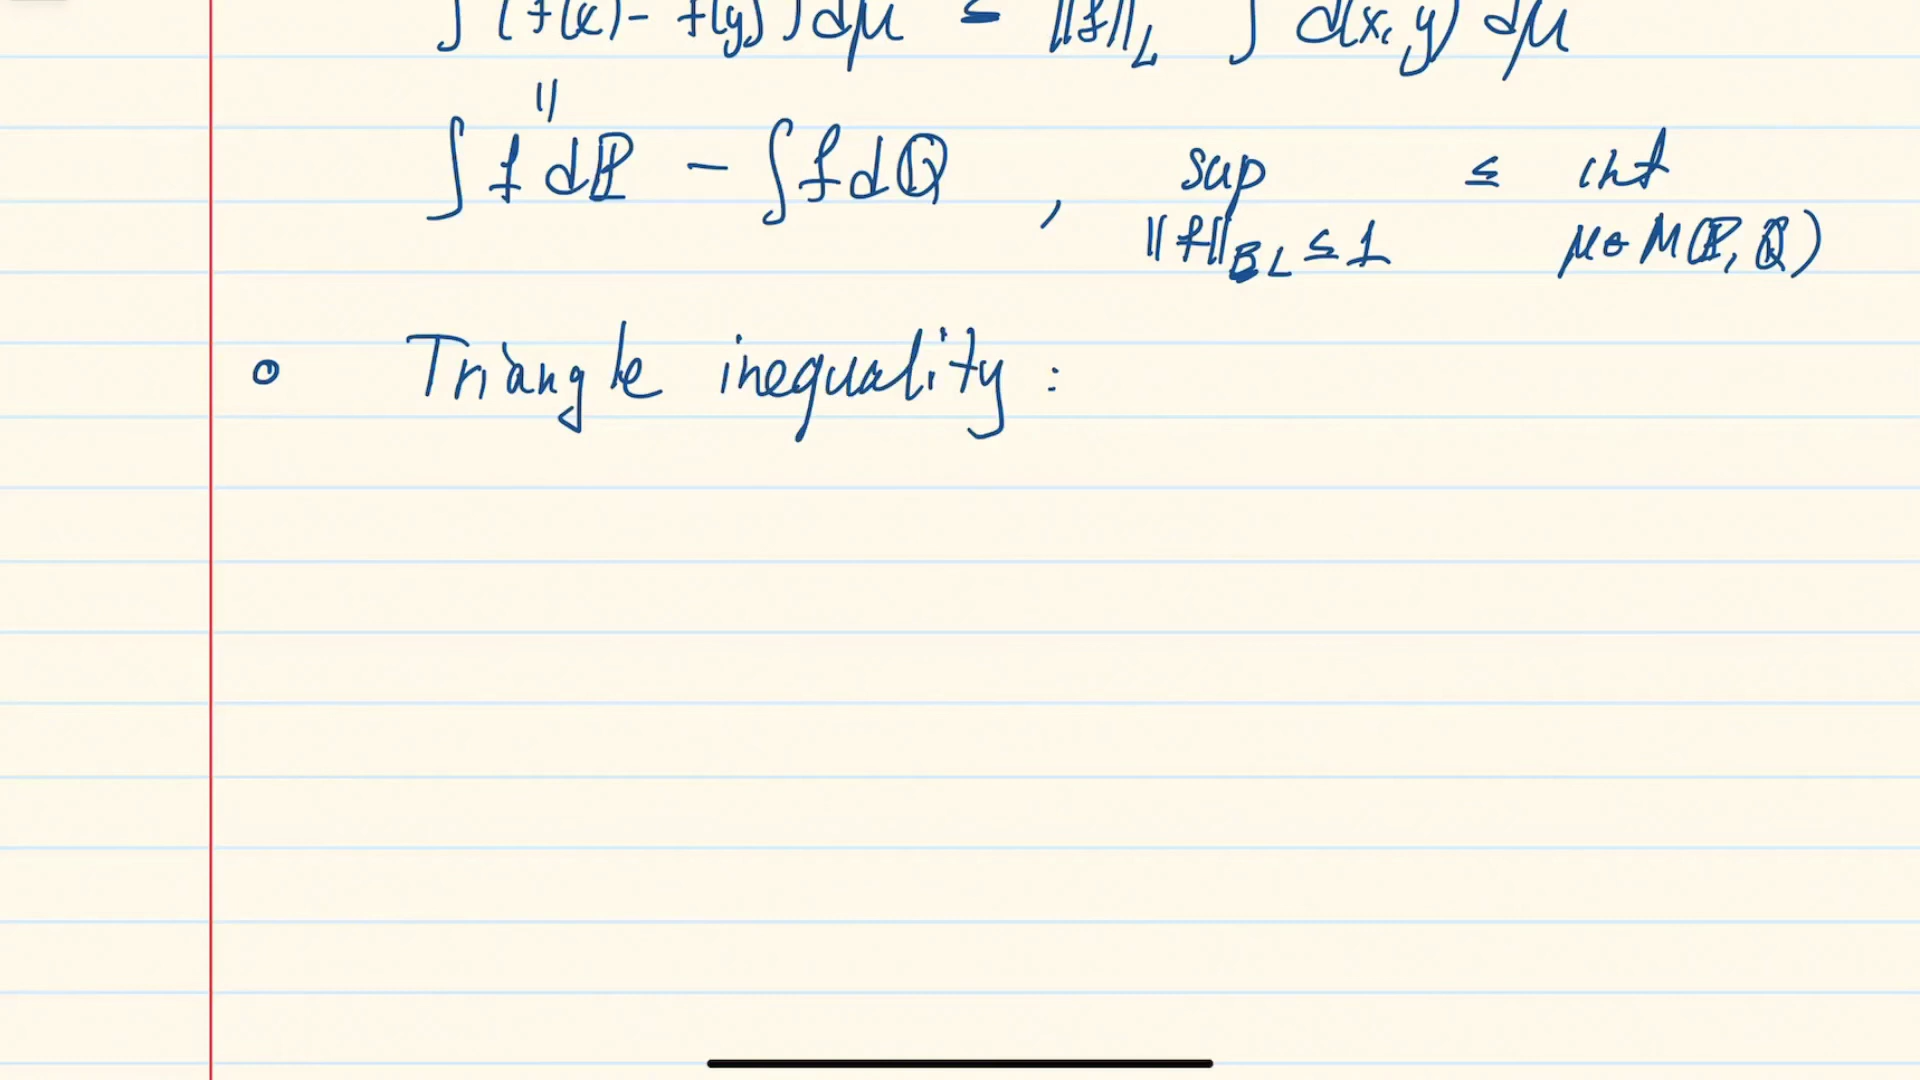 ∫ (f(x) - f(y)) dμ ≤ ||f||_L ∫ d(x, y) dμ
||
∫ f dℙ - ∫ f dℚ , sup ≤ inf
||f||_BL ≤ 1 μ ∈ M(ℙ, ℚ)
o Triangle inequality :